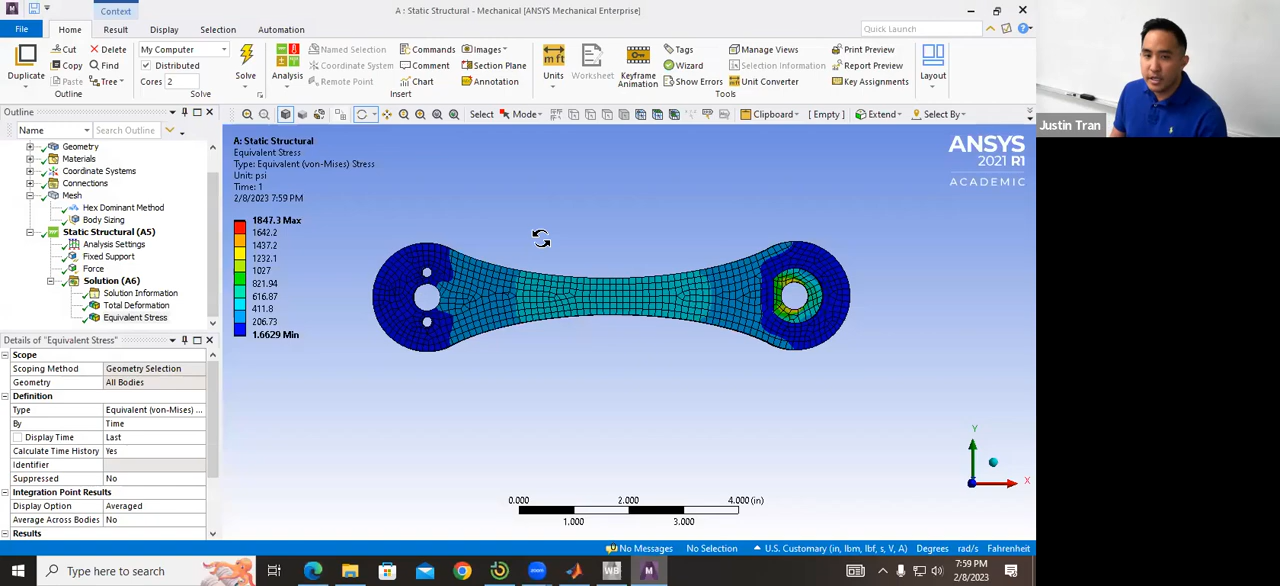 Context
A : Static Structural - Mechanical [ANSYS Mechanical Enterprise]
File Home Result Display Selection Automation
Quick Launch
Duplicate
Cut
Copy
Paste
Delete
Find
Tree
Outline
My Computer
Distributed
Cores 2
Solve
Solve
Analysis
Named Selection
Coordinate System
Remote Point
Commands
Comment
Chart
Images
Section Plane
Annotation
Insert
Units
Worksheet
Keyframe
Animation
Tags
Wizard
Show Errors
Manage Views
Selection Information
Unit Converter
Print Preview
Report Preview
Key Assignments
Tools
Layout
Justin Tran
Outline
Name Search Outline
Select Mode
Clipboard [ Empty ] Extend Select By
Geometry
Materials
Coordinate Systems
Connections
Mesh
Hex Dominant Method
Body Sizing
Static Structural (A5)
Analysis Settings
Fixed Support
Force
Solution (A6)
Solution Information
Total Deformation
Equivalent Stress
Details of "Equivalent Stress"
Scope
Scoping Method Geometry Selection
Geometry All Bodies
Definition
Type Equivalent (von-Mises) ...
By Time
Display Time Last
Calculate Time History Yes
Identifier
Suppressed No
Integration Point Results
Display Option Averaged
Average Across Bodies No
Results
A: Static Structural
Equivalent Stress
Type: Equivalent (von-Mises) Stress
Unit: psi
Time: 1
2/8/2023 7:59 PM
1847.3 Max
1642.2
1437.2
1232.1
1027
821.94
616.87
411.8
206.73
1.6629 Min
ANSYS
2021 R1
ACADEMIC
Y
X
0.000 2.000 4.000 (in)
1.000 3.000
No Messages No Selection U.S. Customary (in, lbm, lbf, s, V, A) Degrees rad/s Fahrenheit
Type here to search
WB
M
7:59 PM
2/8/2023